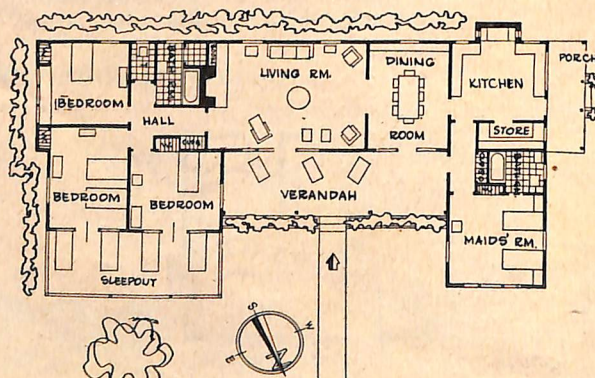 PORCH
DINING
LIVING RM.
KITCHEN
BEDROOM
HALL
ROOM
STORE
BEDROOM
BEDROOM
VERANDAH
MAIDS' RM.
SLEEPOUT
S
W
E
N